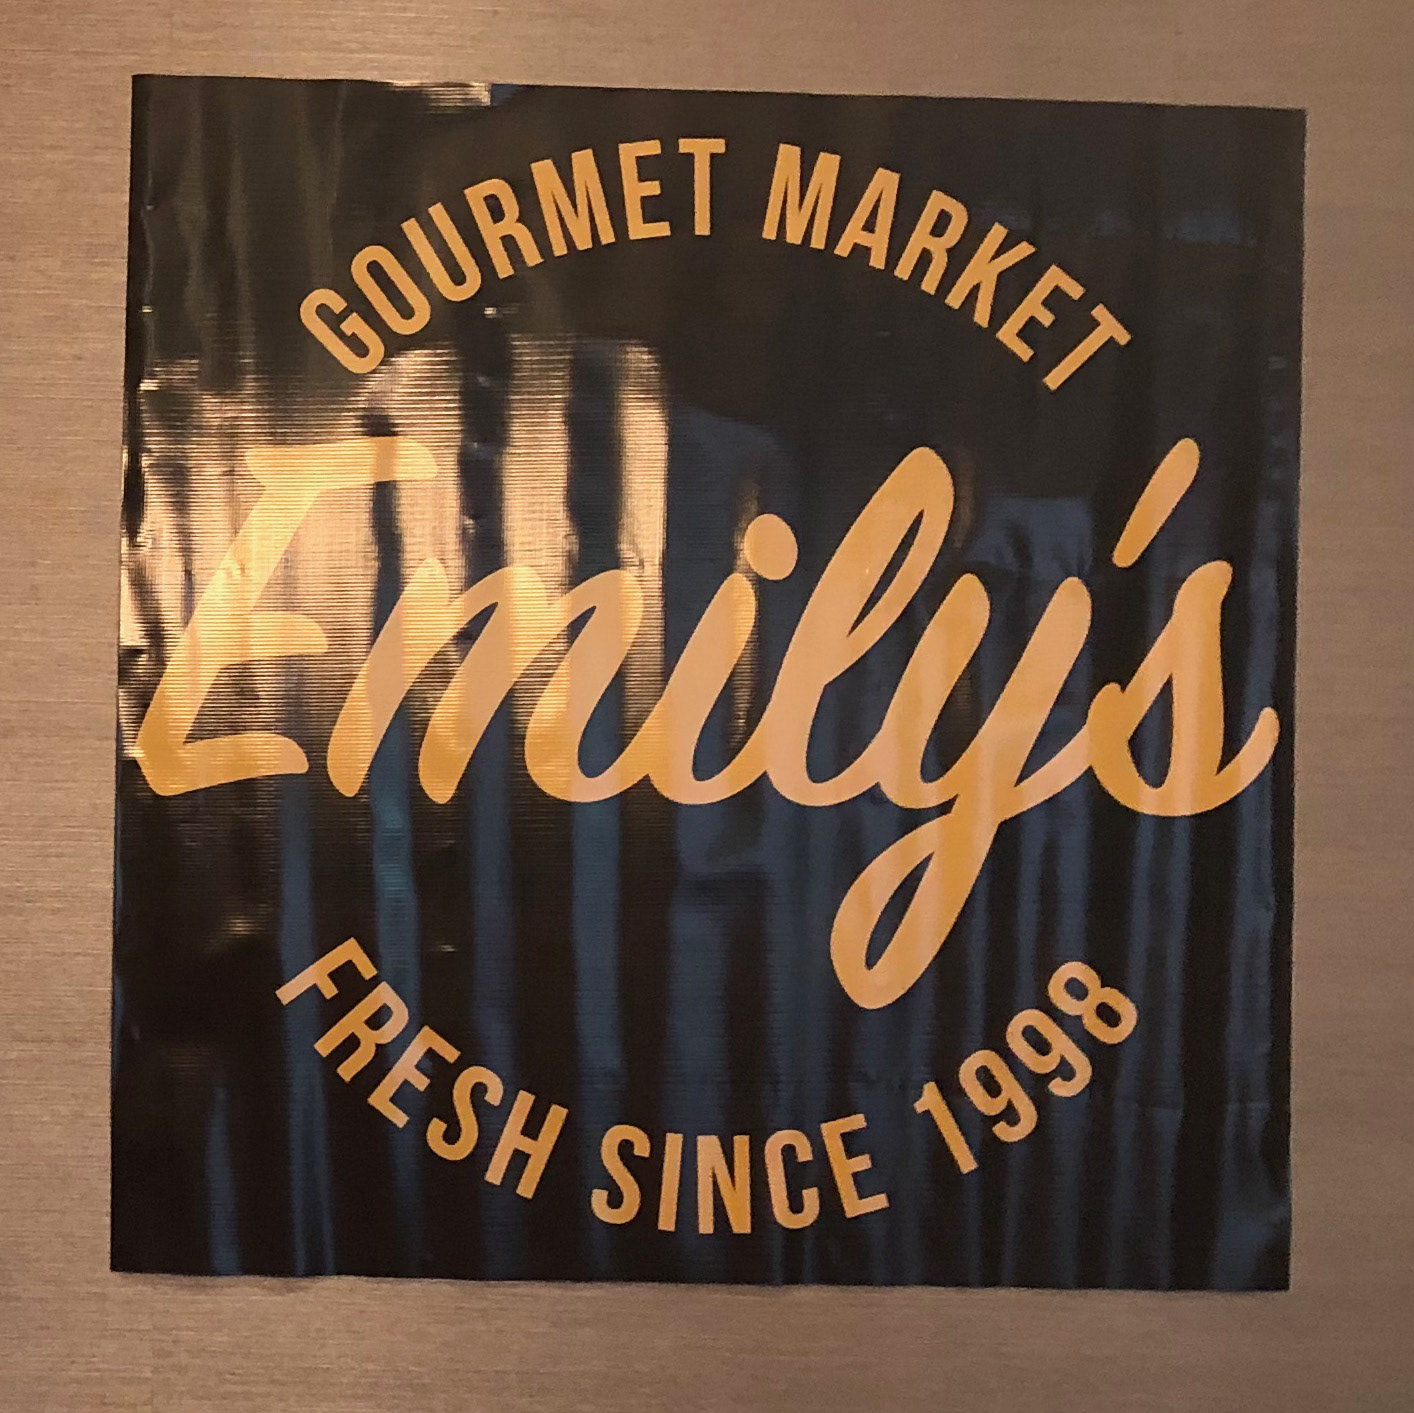 GOURMET MARKET
Emily's
FRESH SINCE 1998